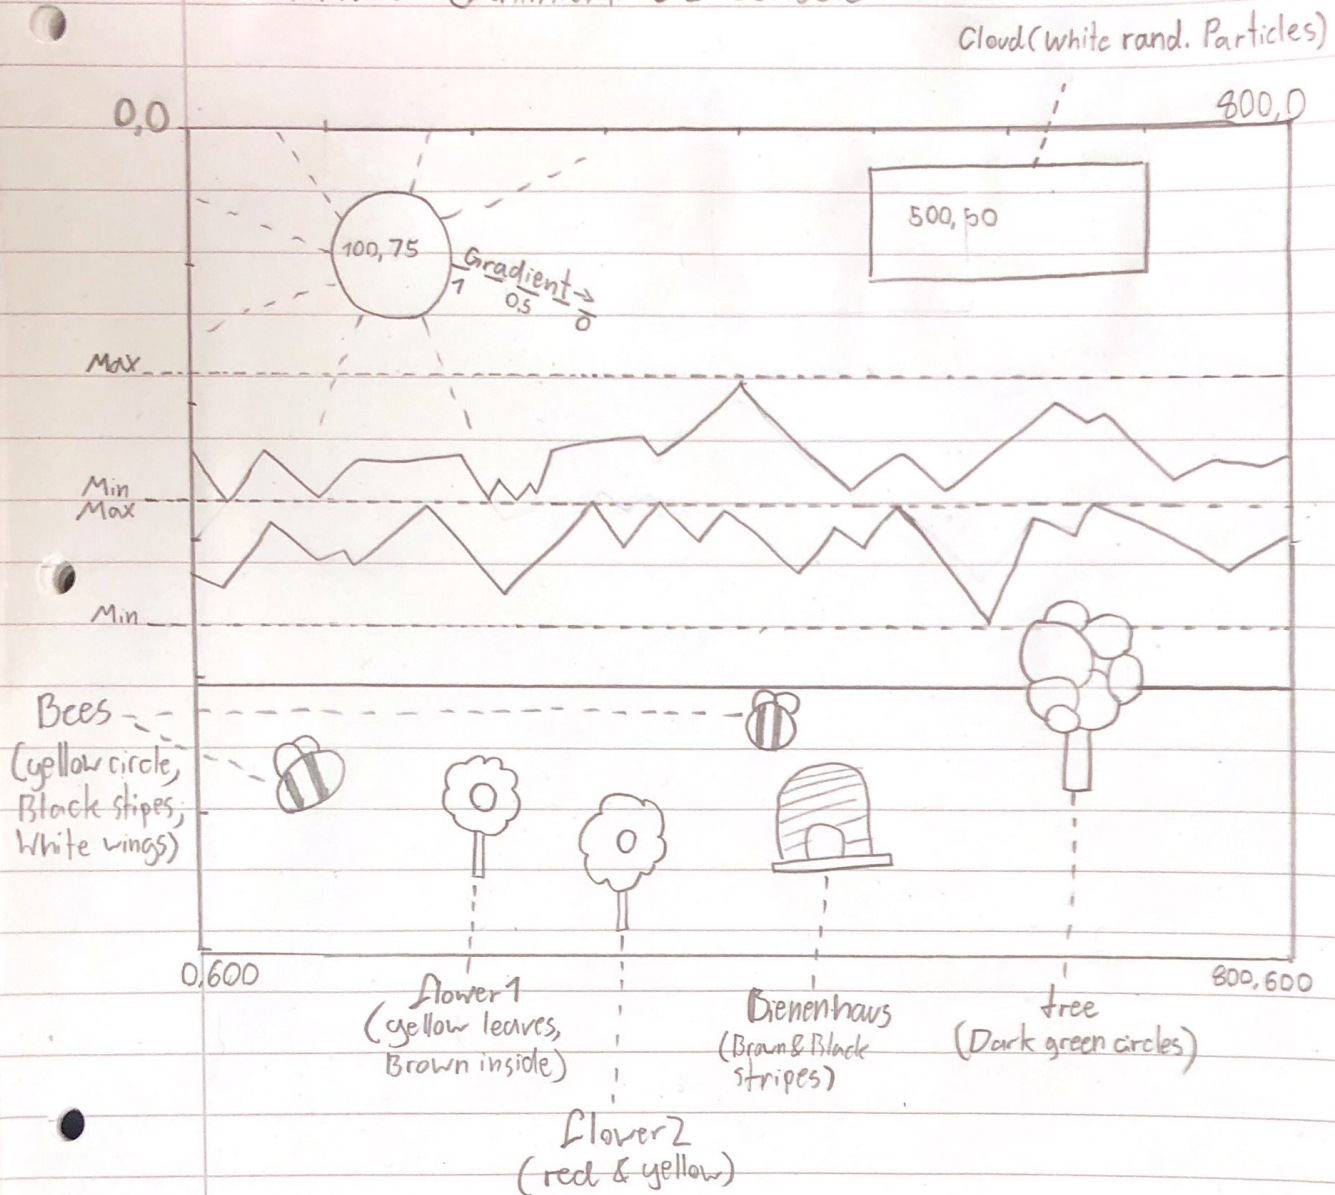 Cloud(White rand. Particles)
0,0
800,0
100,75
500,50
Gradient→
1
0.5
0
Max
Min
Max
Min
Bees
(yellow circle,
Black stipes,
White wings)
0,600
800,600
flower1
(yellow leaves,
Brown inside)
Bienenhaus
(Brown&Black
stripes)
tree
(Dark green circles)
flower2
(red & yellow)